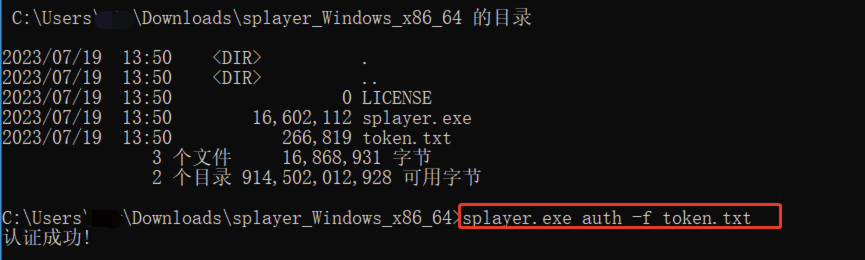 C:\Users\ \Downloads\splayer_Windows_x86_64 的目录
2023/07/19 13:50 <DIR> .
2023/07/19 13:50 <DIR> ..
2023/07/19 13:50 0 LICENSE
2023/07/19 13:50 16,602,112 splayer.exe
2023/07/19 13:50 266,819 token.txt
3 个文件 16,868,931 字节
2 个目录 914,502,012,928 可用字节
C:\Users\ \Downloads\splayer_Windows_x86_64>splayer.exe auth -f token.txt
认证成功!